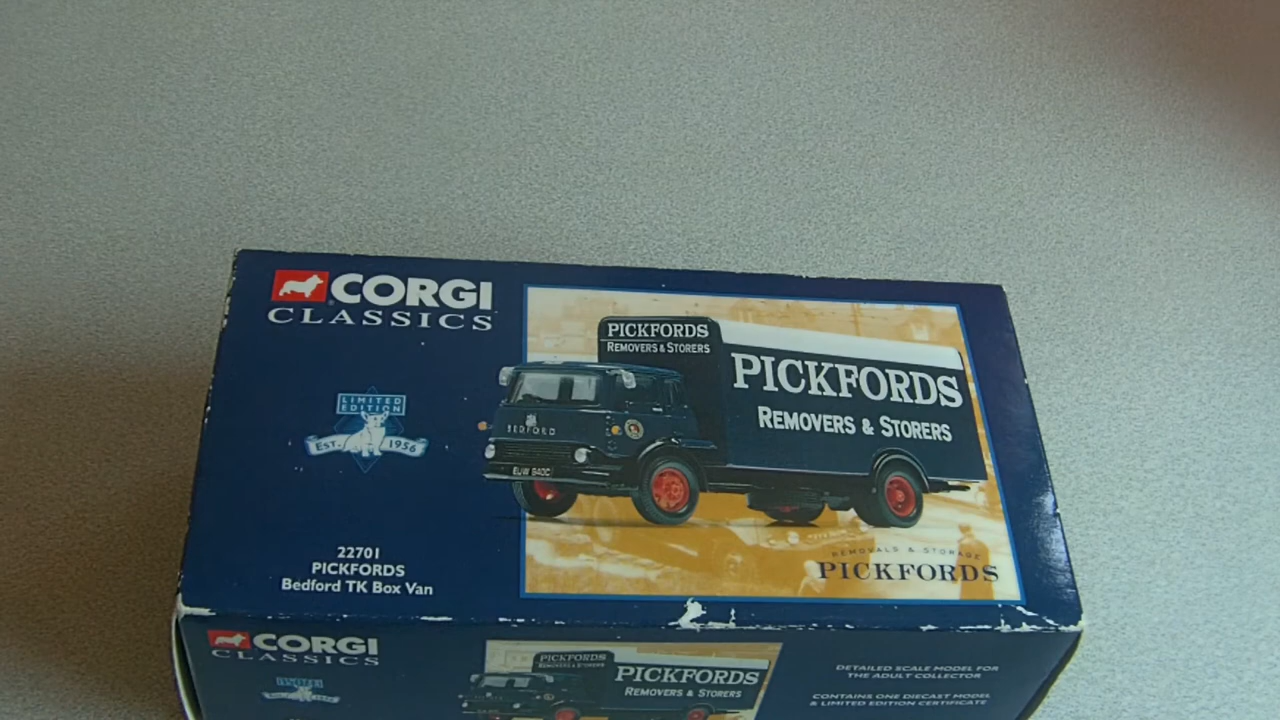 CORGI
CLASSICS
LIMITED
EDITION
EST. 1956
22701
PICKFORDS
Bedford TK Box Van
PICKFORDS
REMOVERS & STORERS
PICKFORDS
REMOVERS & STORERS
BEDFORD
EUW 940C
REMOVALS & STORAGE
PICKFORDS
CORGI
CLASSICS
PICKFORDS
REMOVERS & STORERS
PICKFORDS
REMOVERS & STORERS
DETAILED SCALE MODEL FOR
THE ADULT COLLECTOR
CONTAINS ONE DIECAST MODEL
& LIMITED EDITION CERTIFICATE